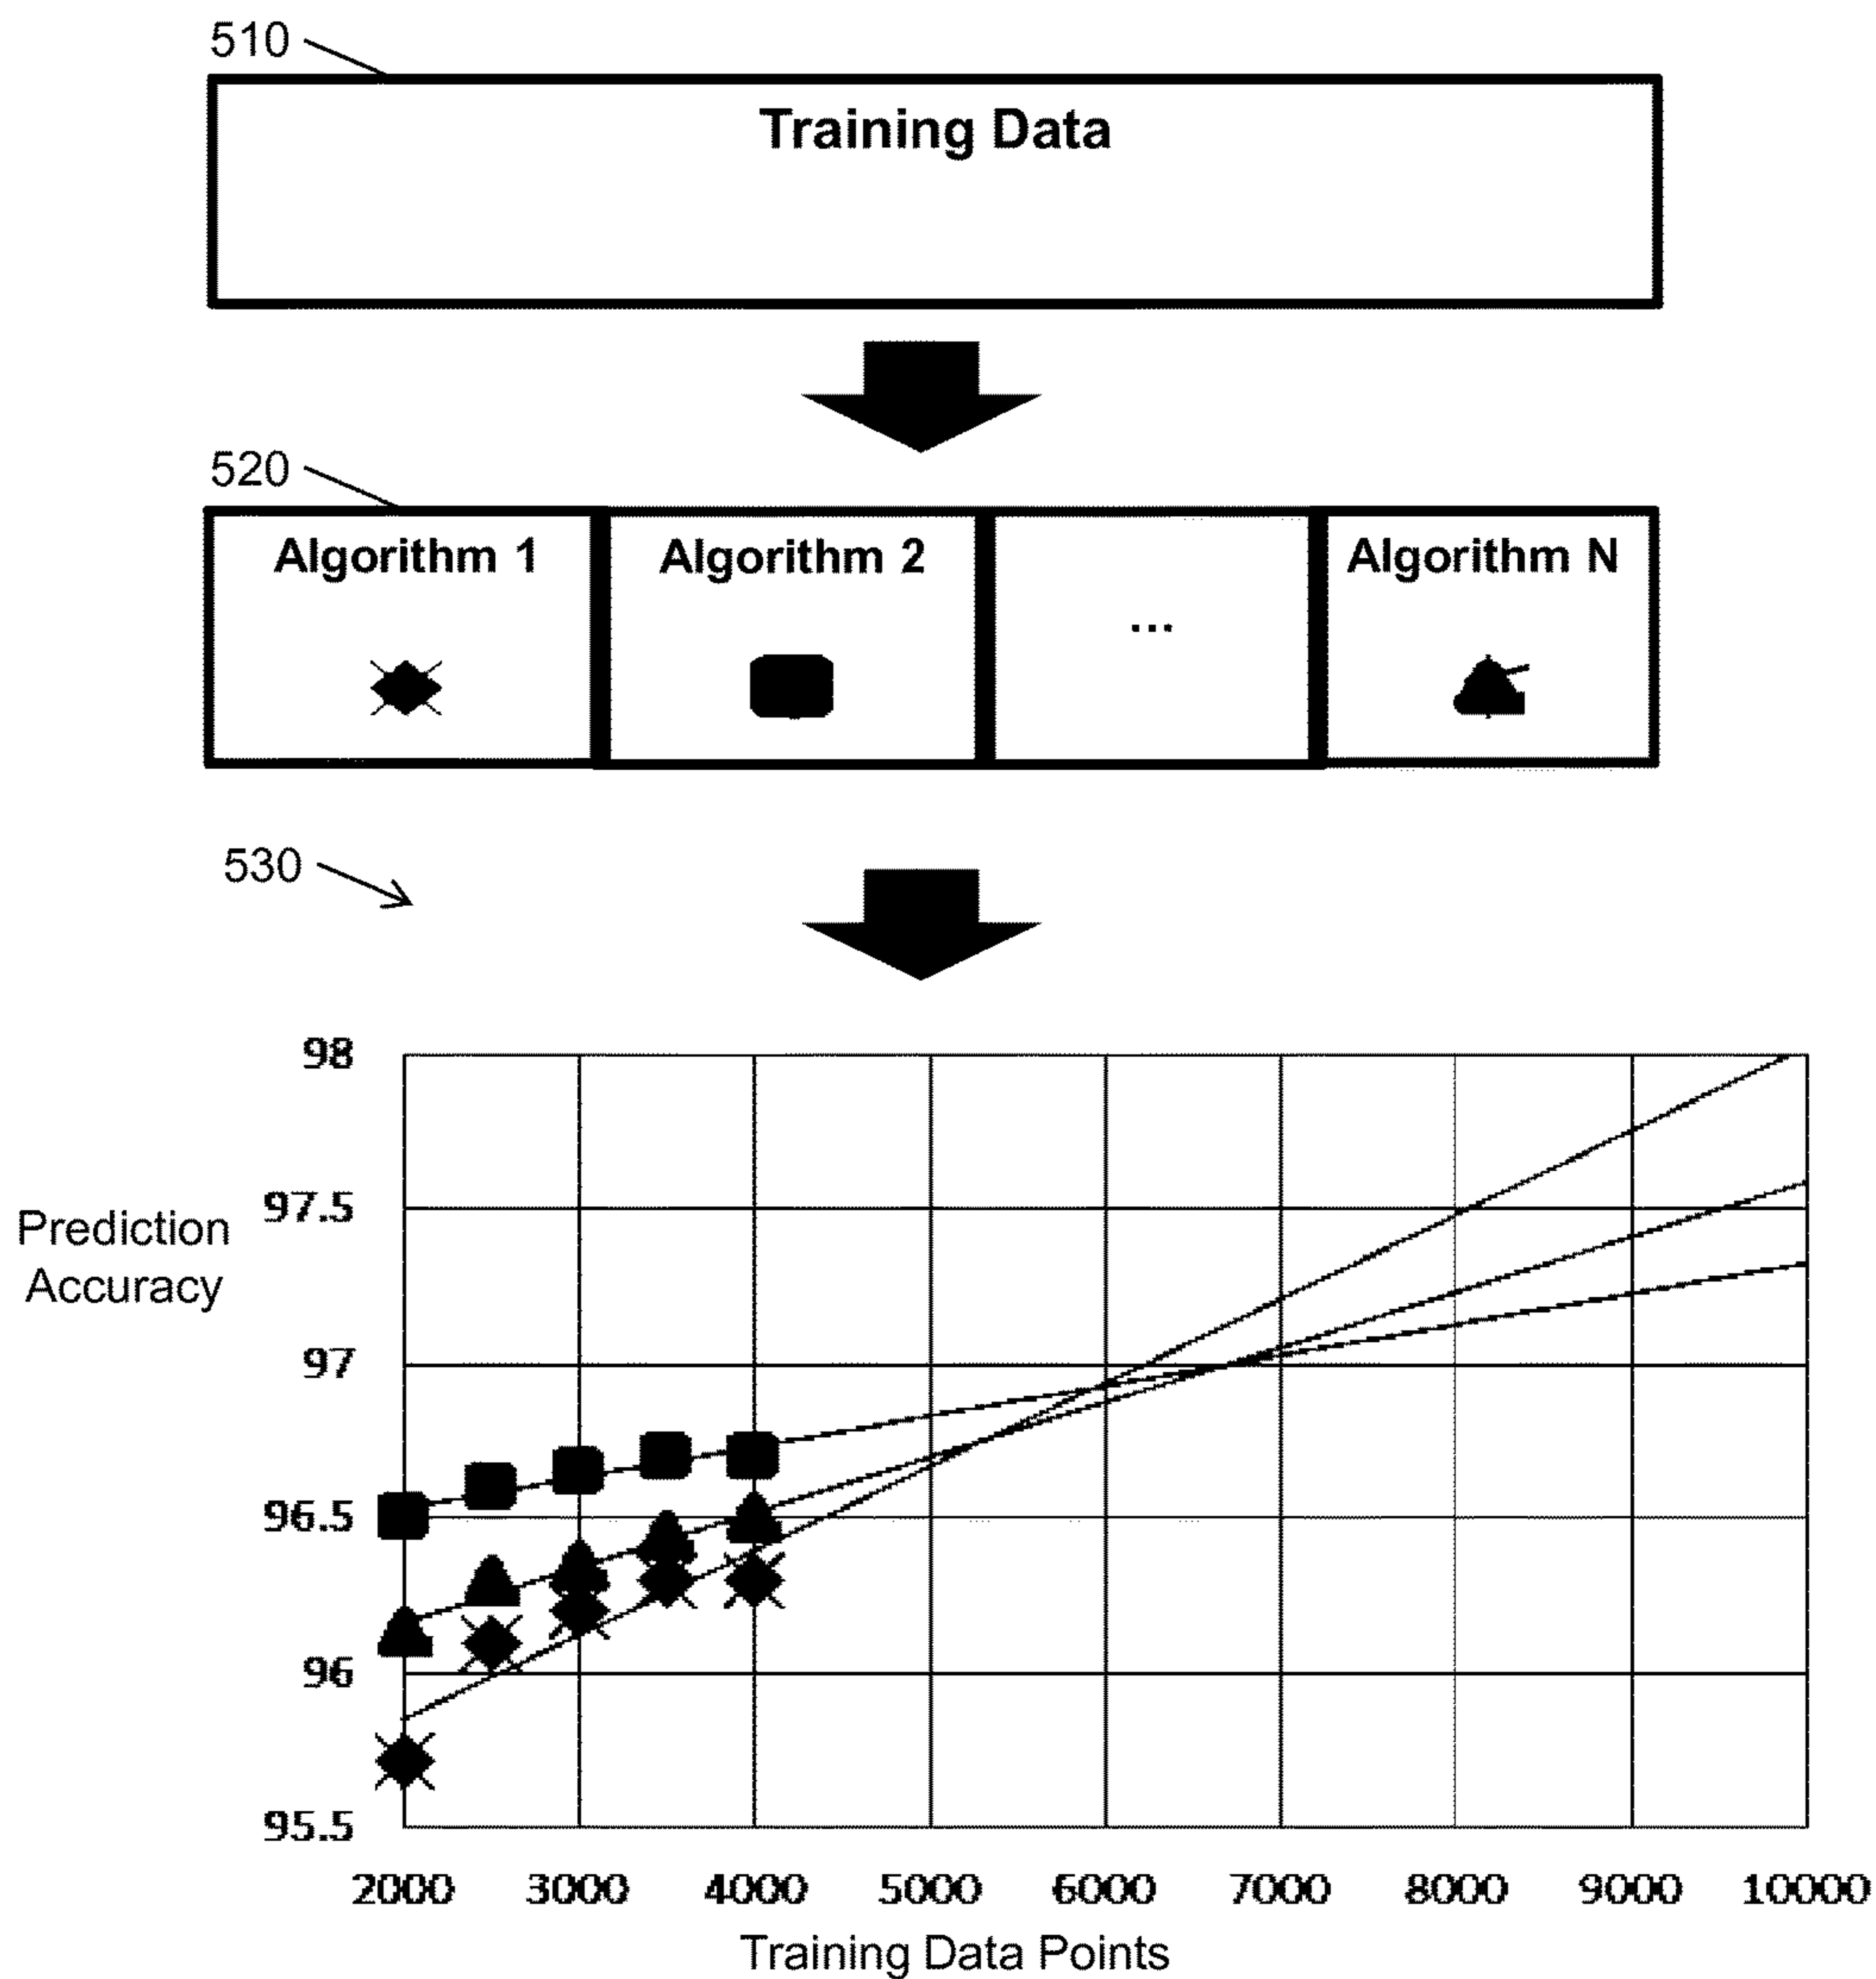 510
Training Data
520
Algorithm 1
Algorithm 2
...
Algorithm N
530
Prediction
Accuracy
98
97.5
97
96.5
96
95.5
2000 3000 4000 5000 6000 7000 8000 9000 10000
Training Data Points